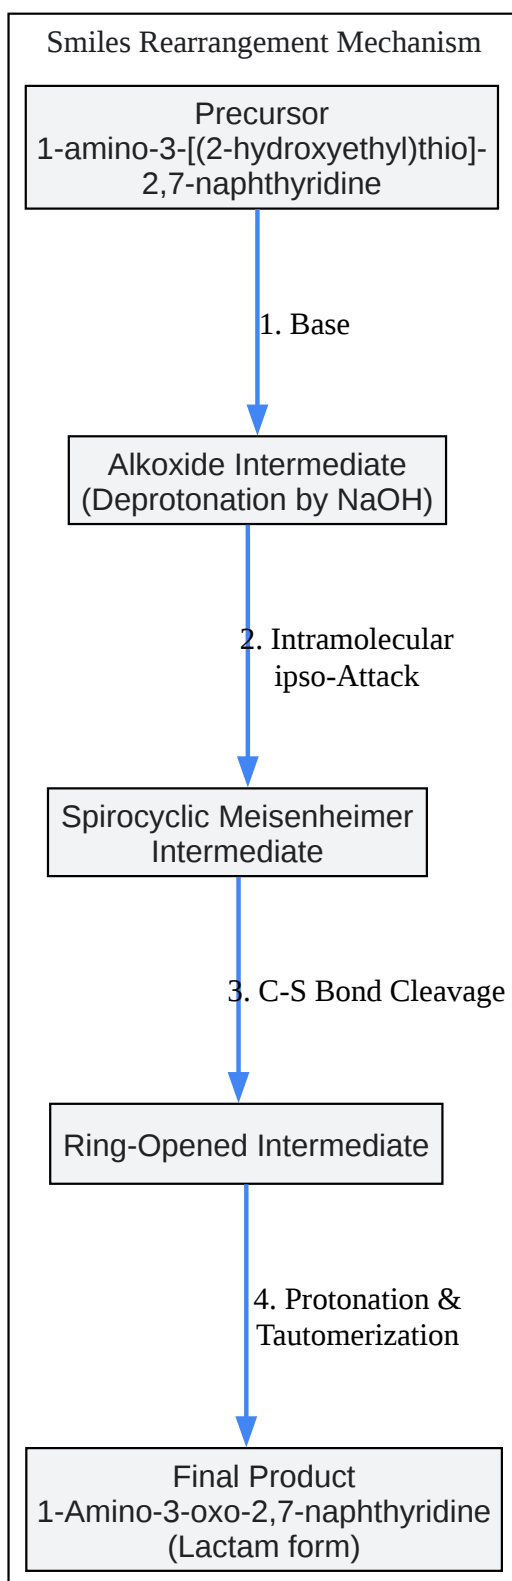 Smiles Rearrangement Mechanism
Precursor
1-amino-3-[(2-hydroxyethyl)thio]-
2,7-naphthyridine
1. Base
Alkoxide Intermediate
(Deprotonation by NaOH)
2. Intramolecular
ipso-Attack
Spirocyclic Meisenheimer
Intermediate
3. C-S Bond Cleavage
Ring-Opened Intermediate
4. Protonation &
Tautomerization
Final Product
1-Amino-3-oxo-2,7-naphthyridine
(Lactam form)